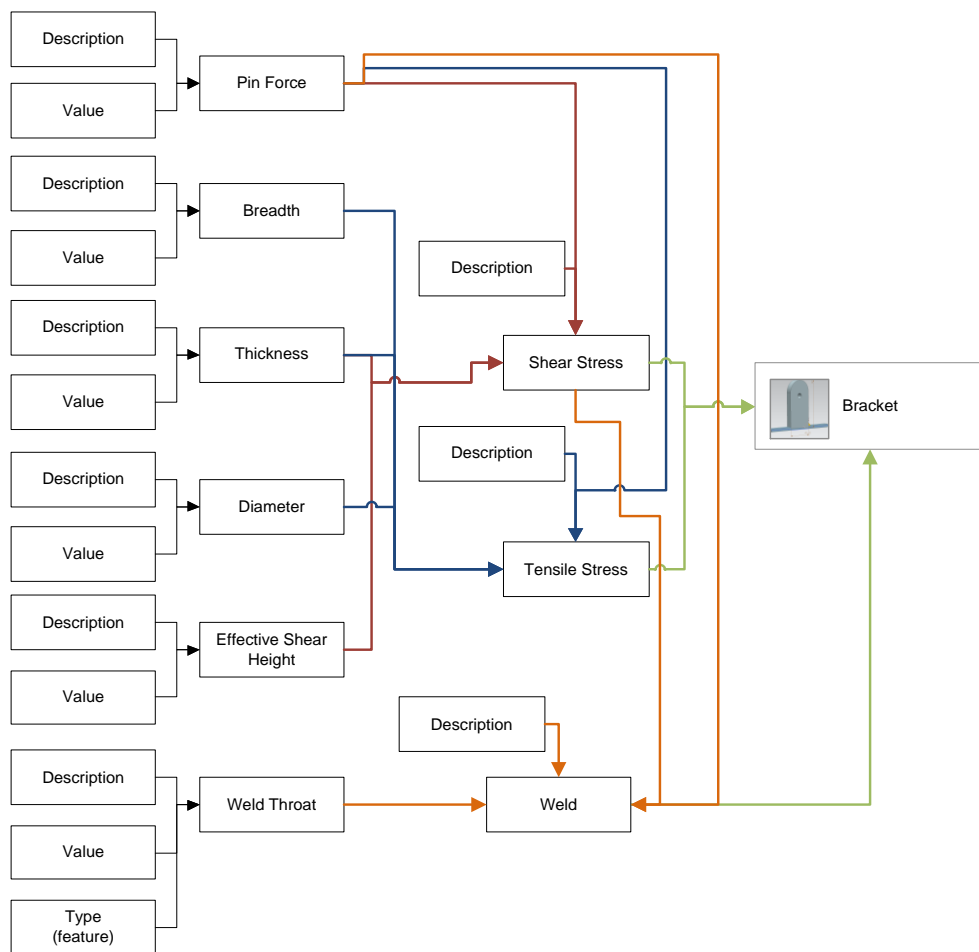 Description
Value
Pin Force
Description
Value
Breadth
Description
Description
Value
Thickness
Shear Stress
Bracket
Description
Description
Value
Diameter
Tensile Stress
Description
Value
Effective Shear
Height
Description
Description
Value
Type
(feature)
Weld Throat
Weld